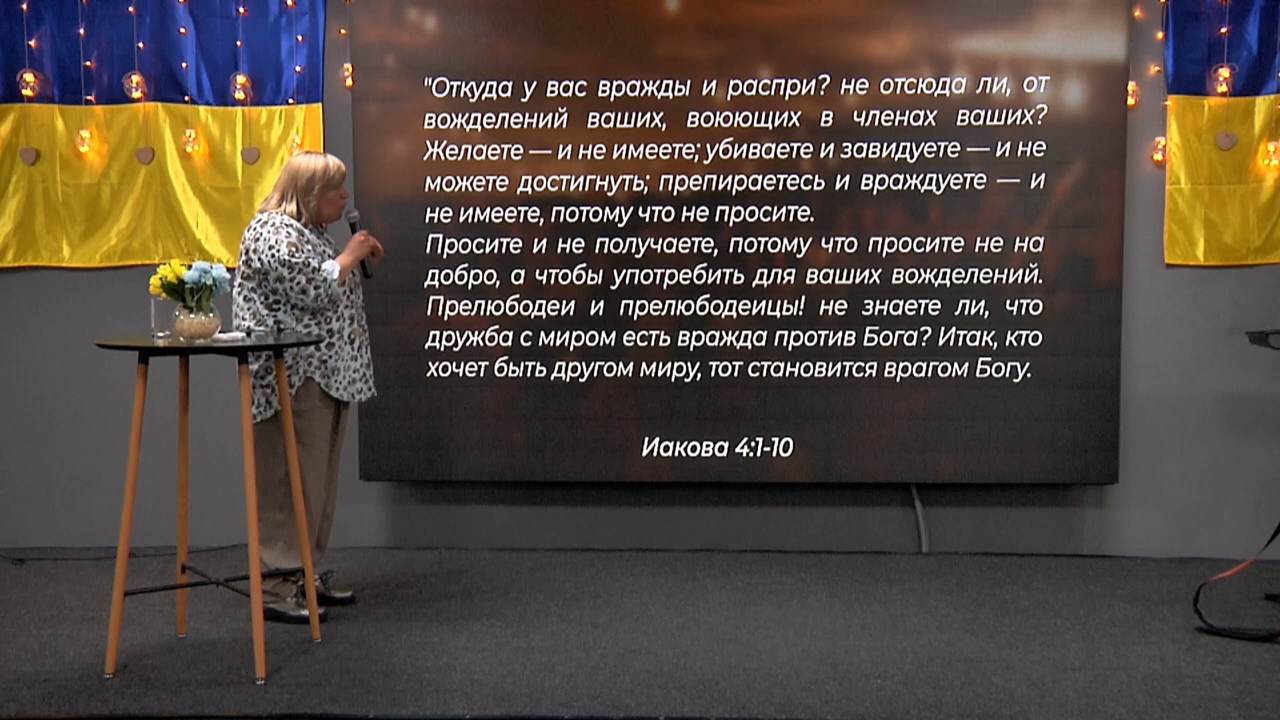 "Откуда у вас вражды и распри? не отсюда ли, от
вожделений ваших, воюющих в членах ваших?
Желаете — и не имеете; убиваете и завидуете — и не
можете достигнуть; препираетесь и враждуете — и
не имеете, потому что не просите.
Просите и не получаете, потому что просите не на
добро, а чтобы употребить для ваших вожделений.
Прелюбодеи и прелюбодеицы! не знаете ли, что
дружба с миром есть вражда против Бога? Итак, кто
хочет быть другом миру, тот становится врагом Богу.
Иакова 4:1-10